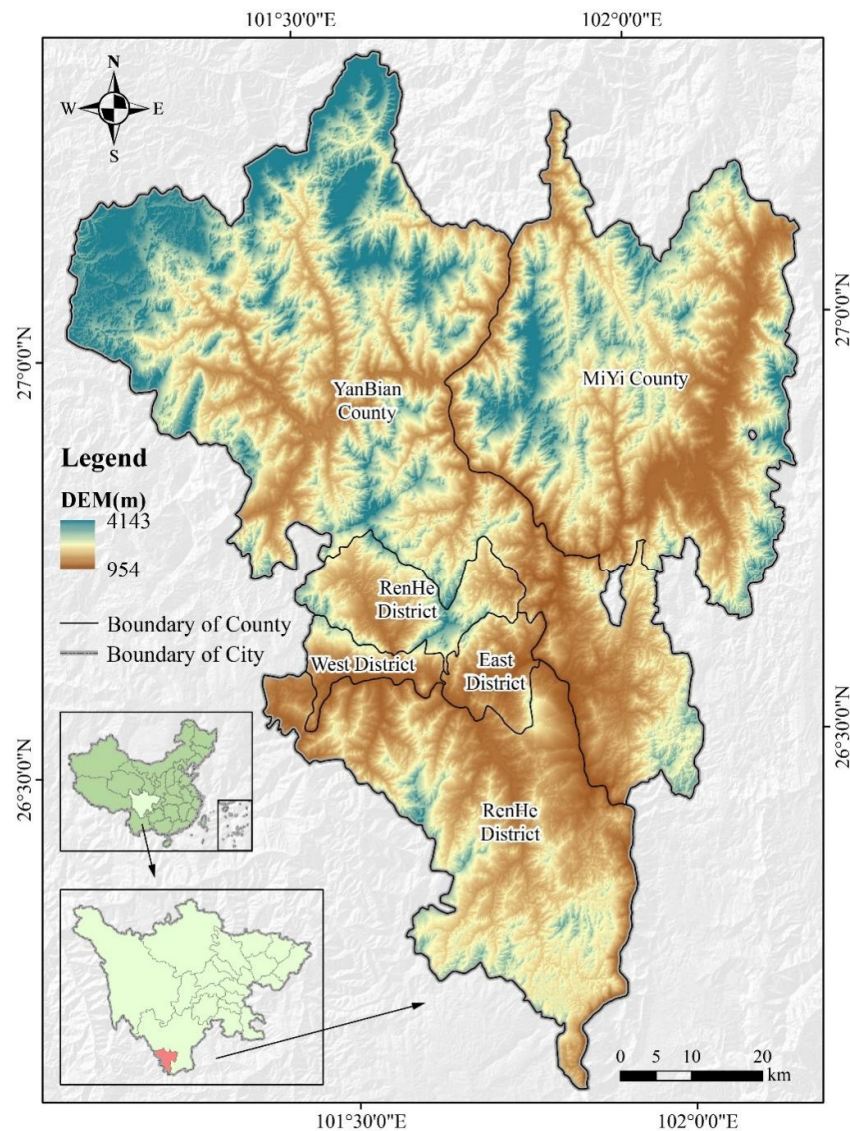 101°30'0"E
102°0'0"E
N
W
E
S
27°0'0"N
27°0'0"N
YanBian
County
MiYi County
Legend
DEM(m)
4143
954
Boundary of County
Boundary of City
RenHe
District
West District
East
District
26°30'0"N
26°30'0"N
RenHe
District
0 5 10 20
km
101°30'0"E
102°0'0"E